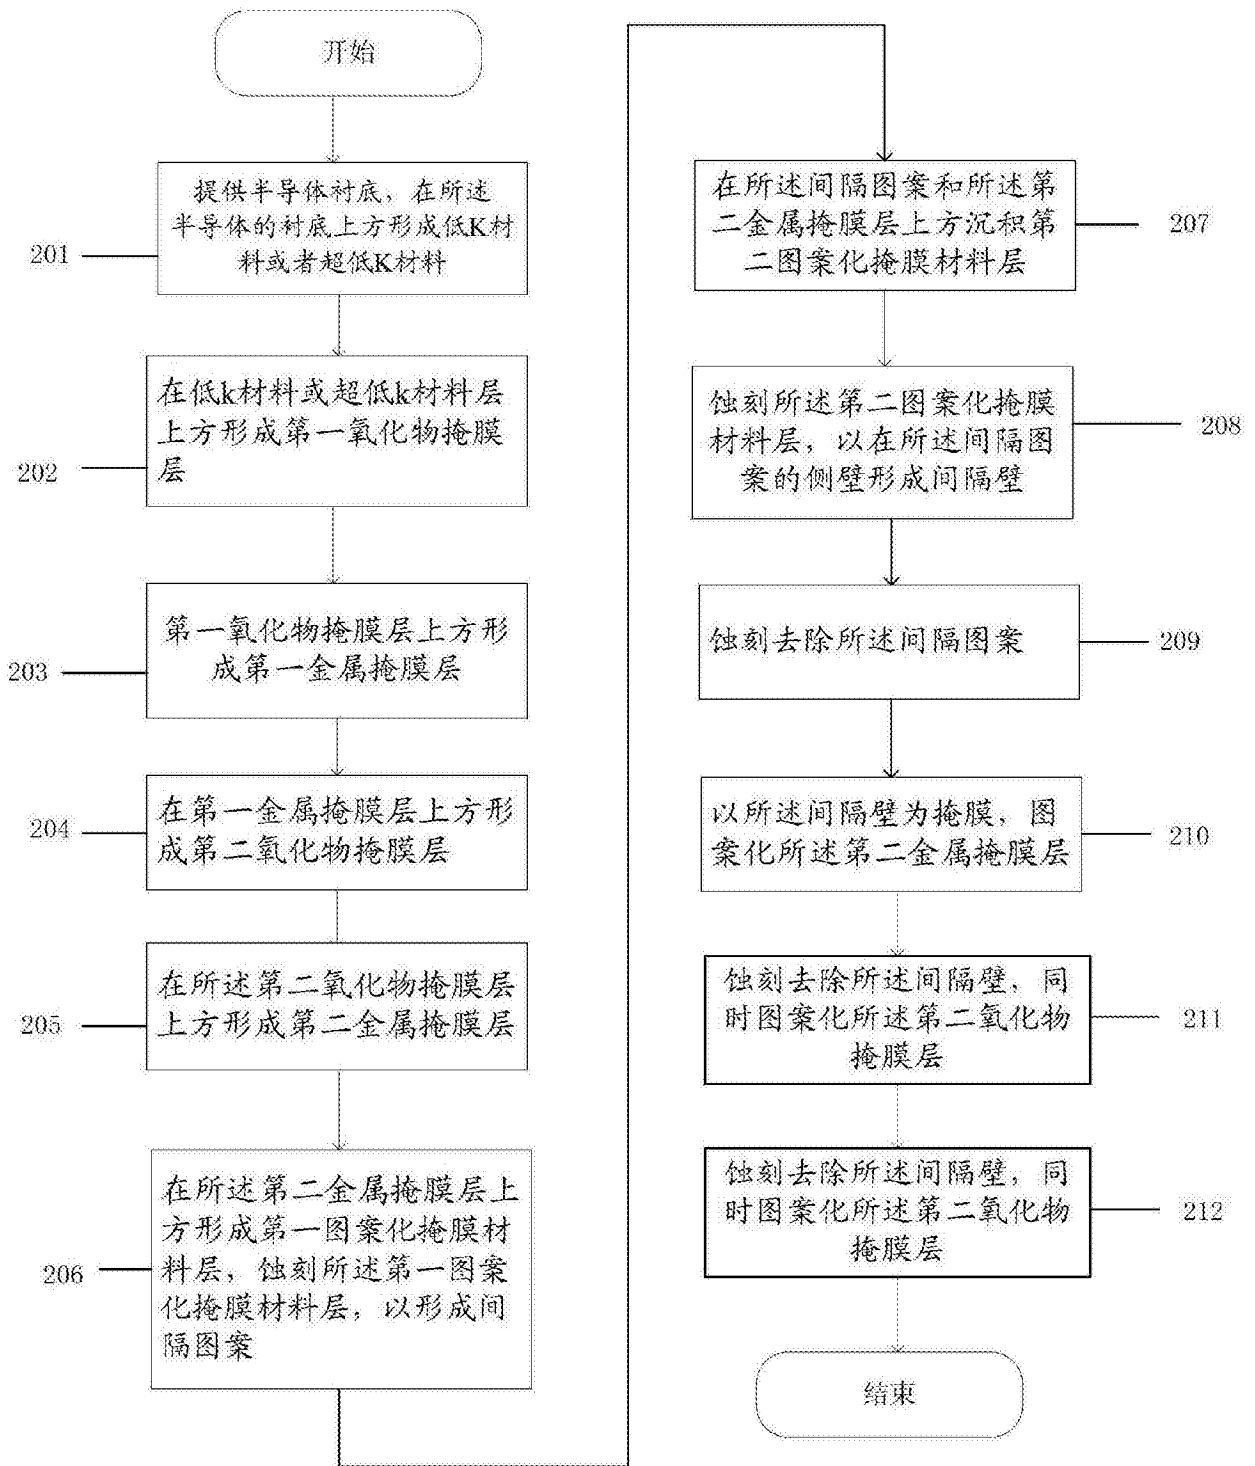 开始
提供半导体衬底，在所述
半导体的衬底上方形成低K材
料或者超低K材料
201
在低k材料或超低k材料层
上方形成第一氧化物掩膜
层
202
第一氧化物掩膜层上方形
成第一金属掩膜层
203
在第一金属掩膜层上方形
成第二氧化物掩膜层
204
在所述第二氧化物掩膜层
上方形成第二金属掩膜层
205
在所述第二金属掩膜层上
方形成第一图案化掩膜材
料层，蚀刻所述第一图案
化掩膜材料层，以形成间
隔图案
206
在所述间隔图案和所述第
二金属掩膜层上方沉积第
二图案化掩膜材料层
207
蚀刻所述第二图案化掩膜
材料层，以在所述间隔图
案的侧壁形成间隔壁
208
蚀刻去除所述间隔图案
209
以所述间隔壁为掩膜，图
案化所述第二金属掩膜层
210
蚀刻去除所述间隔壁，同
时图案化所述第二氧化物
掩膜层
211
蚀刻去除所述间隔壁，同
时图案化所述第二氧化物
掩膜层
212
结束